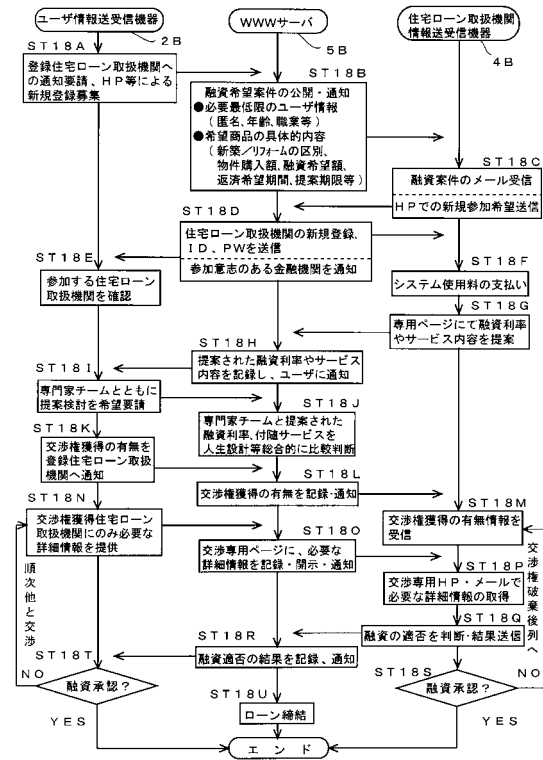 ユーザ情報送受信機器
2B
WWWサーバ
5B
住宅ローン取扱機関
情報送受信機器
4B
ST18A
登録住宅ローン取扱機関へ
の通知要請、HP等による
新規登録募集
ST18B
融資希望案件の公開・通知
●必要最低限のユーザ情報
(匿名、年齢、職業等)
●希望商品の具体的内容
(新築/リフォームの区別、
物件購入額、融資希望額、
返済希望期間、提案期限等)
ST18C
融資案件のメール受信
HPでの新規参加希望送信
ST18D
住宅ローン取扱機関の新規登録、
ID、PWを送信
参加意志のある金融機関を通知
ST18E
参加する住宅ローン
取扱機関を確認
ST18F
システム使用料の支払い
ST18G
専用ページにて融資利率
やサービス内容を提案
ST18H
提案された融資利率やサービス
内容を記録し、ユーザに通知
ST18I
専門家チームとともに
提案検討を希望要請
ST18J
専門家チームと提案された
融資利率、付随サービスを
人生設計等総合的に比較判断
ST18K
交渉権獲得の有無を
登録住宅ローン取扱
機関へ通知
ST18L
交渉権獲得の有無を記録・通知
ST18M
交渉権獲得の有無情報を
受信
ST18N
交渉権獲得住宅ローン
取扱機関にのみ必要な
詳細情報を提供
ST18O
交渉専用ページに、必要な
詳細情報を記録・開示・通知
ST18P
交渉専用HP・メールで
必要な詳細情報の取得
ST18Q
融資の適否を判断・結果送信
ST18R
融資適否の結果を記録、通知
ST18S
融資承認?
NO
YES
交渉権破棄後列へ
ST18T
融資承認?
NO
YES
順次他と交渉
ST18U
ローン締結
エンド